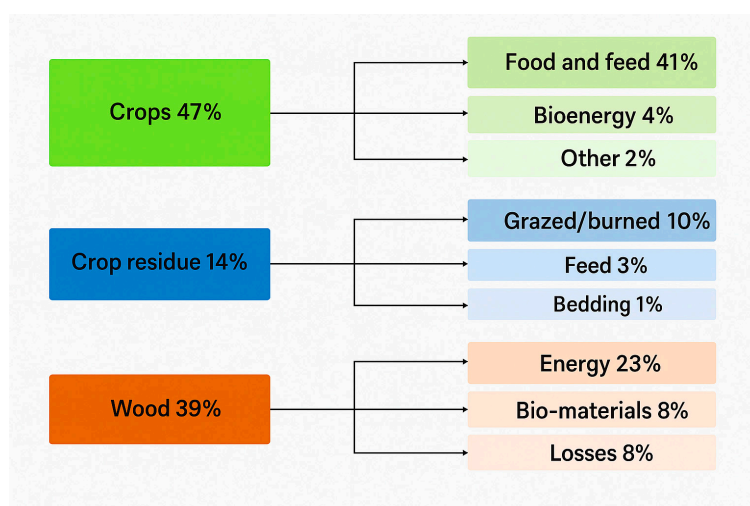 Crops 47%
Food and feed 41%
Bioenergy 4%
Other 2%
Crop residue 14%
Grazed/burned 10%
Feed 3%
Bedding 1%
Wood 39%
Energy 23%
Bio-materials 8%
Losses 8%